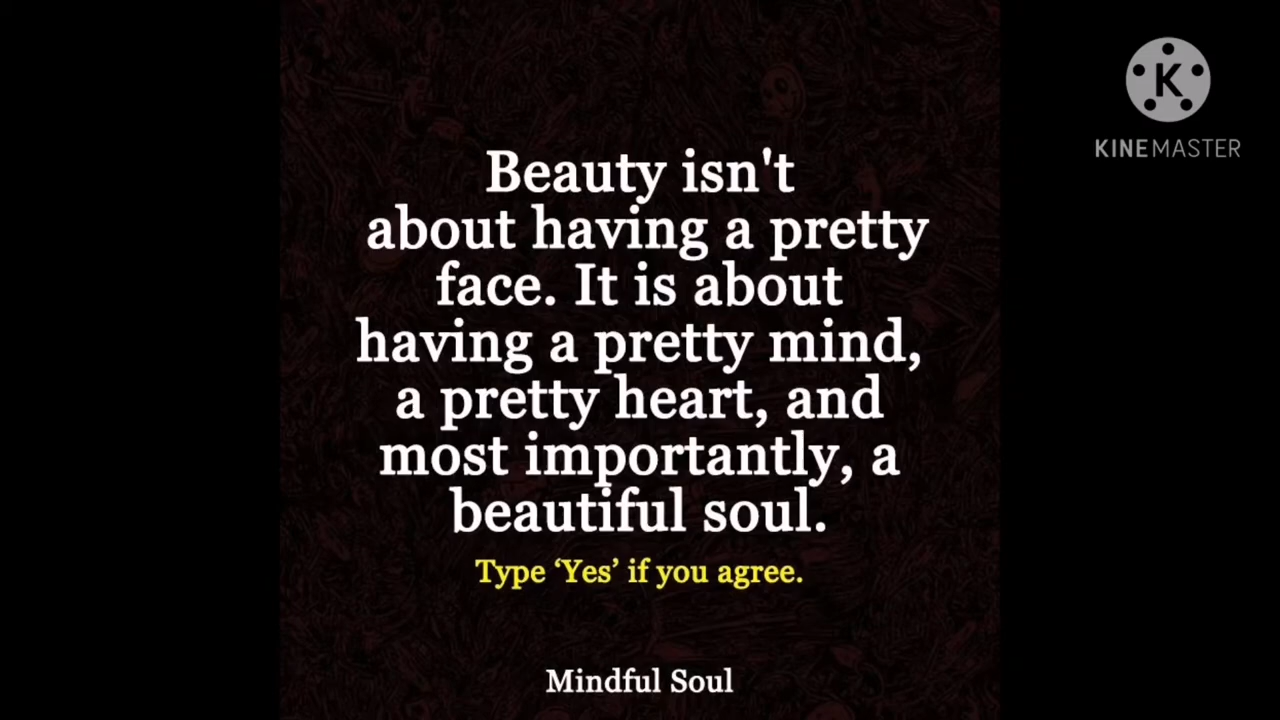 Beauty isn't
about having a pretty
face. It is about
having a pretty mind,
a pretty heart, and
most importantly, a
beautiful soul.
Type ‘Yes’ if you agree.
Mindful Soul
K
KINEMASTER